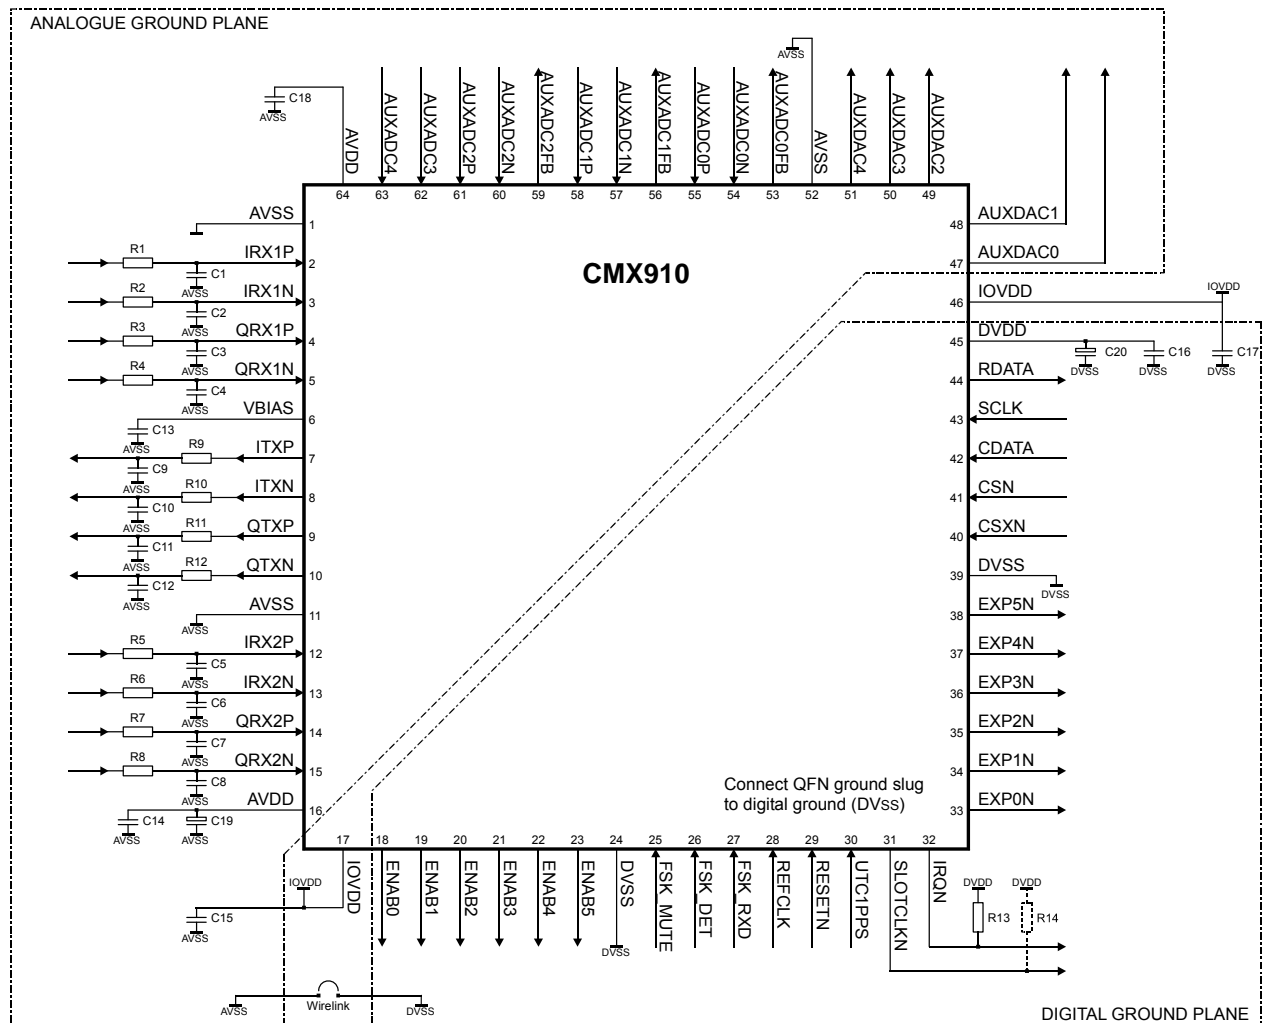 ANALOGUE GROUND PLANE
AVSS
C18
AVSS
AVDD
AUXADC4
AUXADC3
AUXADC2P
AUXADC2N
AUXADC2FB
AUXADC1P
AUXADC1N
AUXADC1FB
AUXADC0P
AUXADC0N
AUXADC0FB
AVSS
AUXDAC4
AUXDAC3
AUXDAC2
64 63 62 61 60 59 58 57 56 55 54 53 52 51 50 49
CMX910
AVSS 1
R1 IRX1P 2
C1
AVSS
R2 IRX1N 3
C2
AVSS
R3 QRX1P 4
C3
AVSS
R4 QRX1N 5
C4
AVSS
VBIAS 6
C13
AVSS
R9 ITXP 7
C9
AVSS
R10 ITXN 8
C10
AVSS
R11 QTXP 9
C11
AVSS
R12 QTXN 10
C12
AVSS
AVSS 11
AVSS
R5 IRX2P 12
C5
AVSS
R6 IRX2N 13
C6
AVSS
R7 QRX2P 14
C7
AVSS
R8 QRX2N 15
C8
AVSS
AVDD 16
C14 C19
AVSS AVSS
48 AUXDAC1
47 AUXDAC0
46 IOVDD
IOVDD
45 DVDD
C20 C16 C17
DVSS DVSS DVSS
44 RDATA
43 SCLK
42 CDATA
41 CSN
40 CSXN
39 DVSS
DVSS
38 EXP5N
37 EXP4N
36 EXP3N
35 EXP2N
34 EXP1N
33 EXP0N
Connect QFN ground slug
to digital ground (DVSS)
17 18 19 20 21 22 23 24 25 26 27 28 29 30 31 32
IOVDD
ENAB0
ENAB1
ENAB2
ENAB3
ENAB4
ENAB5
DVSS
FSK_MUTE
FSK_DET
FSK_RXD
REFCLK
RESETN
UTC1PPS
SLOTCLKN
IRQN
IOVDD
C15
AVSS
DVSS
DVDD DVDD
R13 R14
AVSS Wirelink DVSS
DIGITAL GROUND PLANE